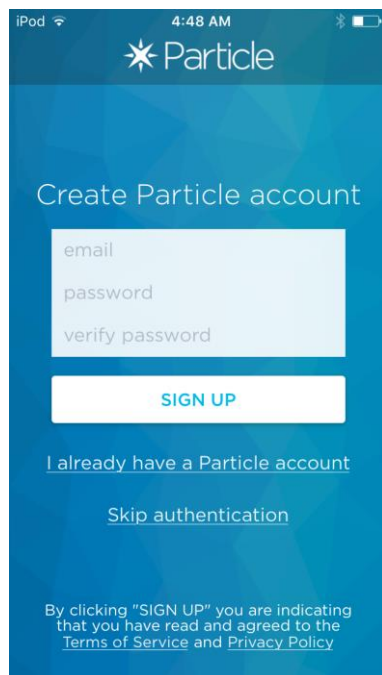 iPod 4:48 AM
Particle
Create Particle account
email
password
verify password
SIGN UP
I already have a Particle account
Skip authentication
By clicking "SIGN UP" you are indicating
that you have read and agreed to the
Terms of Service and Privacy Policy